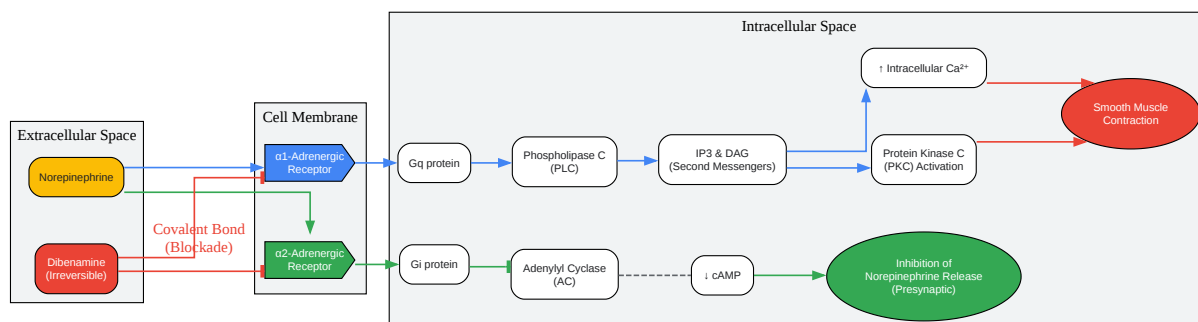 Intracellular Space
↑ Intracellular Ca²⁺
Smooth Muscle
Contraction
Cell Membrane
Extracellular Space
α1-Adrenergic
Receptor
Norepinephrine
Gq protein
Phospholipase C
(PLC)
IP3 & DAG
(Second Messengers)
Protein Kinase C
(PKC) Activation
Covalent Bond
(Blockade)
Dibenamine
(Irreversible)
α2-Adrenergic
Receptor
Gi protein
Adenylyl Cyclase
(AC)
↓ cAMP
Inhibition of
Norepinephrine Release
(Presynaptic)